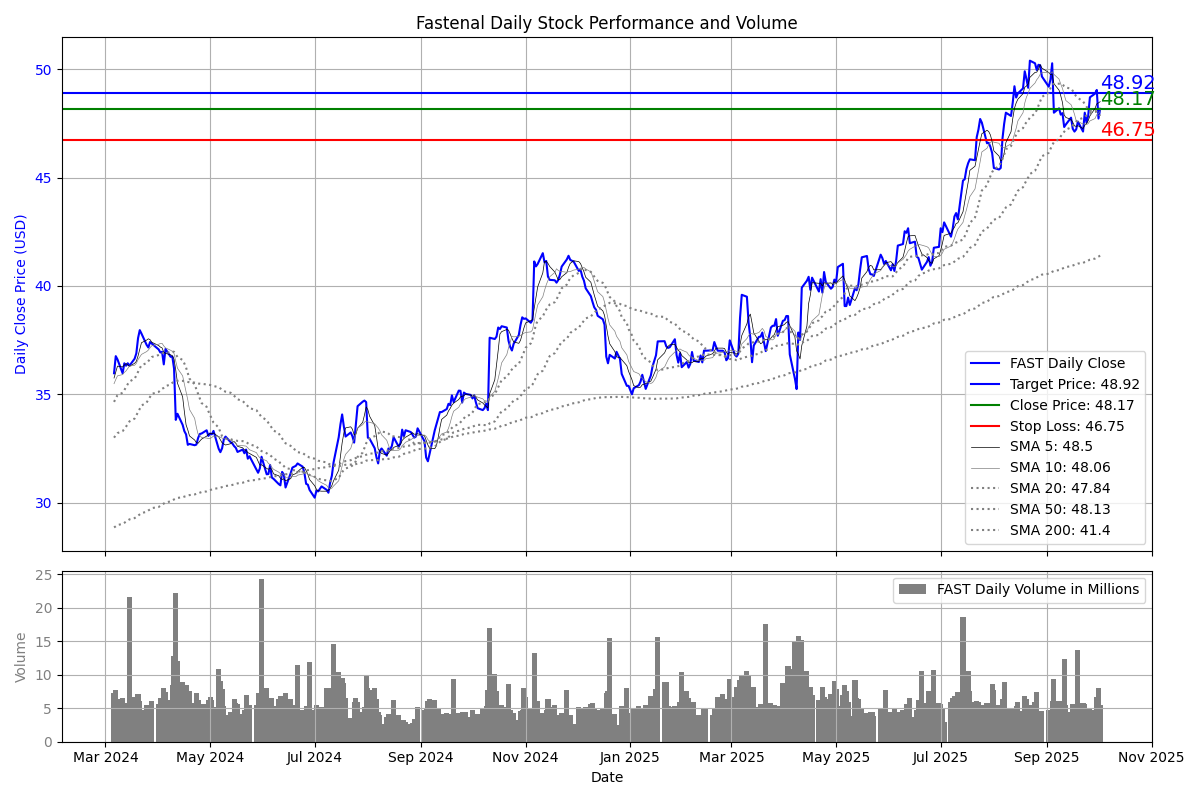 Fastenal Daily Stock Performance and Volume
Daily Close Price (USD)
50
45
40
35
30
48.92
48.17
46.75
FAST Daily Close
Target Price: 48.92
Close Price: 48.17
Stop Loss: 46.75
SMA 5: 48.5
SMA 10: 48.06
SMA 20: 47.84
SMA 50: 48.13
SMA 200: 41.4
Volume
25
20
15
10
5
0
FAST Daily Volume in Millions
Mar 2024 May 2024 Jul 2024 Sep 2024 Nov 2024 Jan 2025 Mar 2025 May 2025 Jul 2025 Sep 2025 Nov 2025
Date